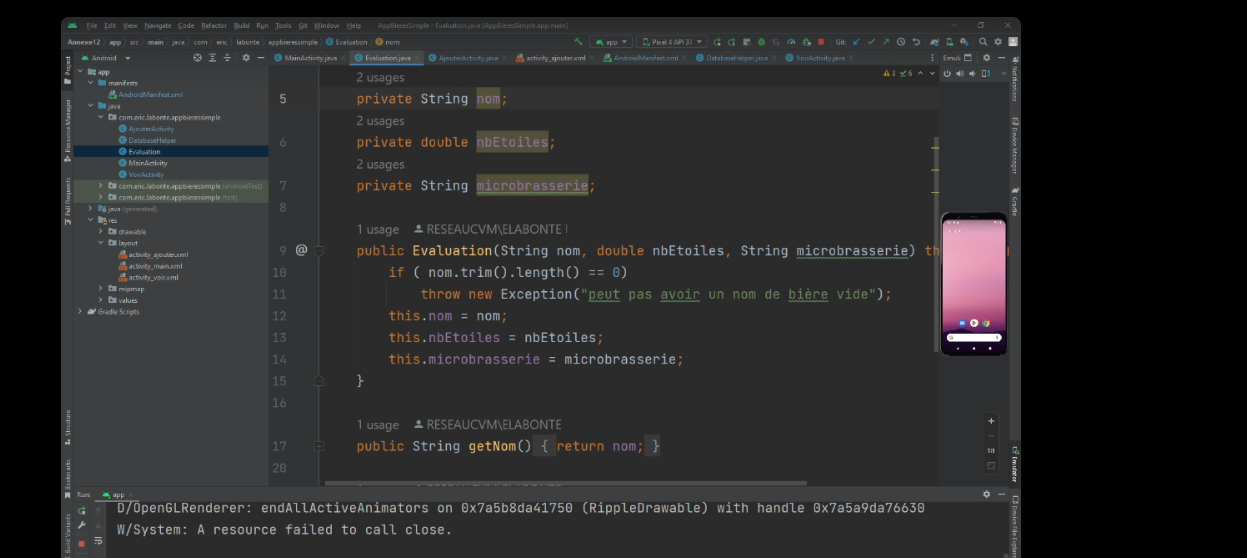 File Edit View Navigate Code Refactor Build Run Tools Git Window Help AppBieresSimple - Evaluation.java [AppBieresSimple.app.main]
Annexe12 app src main java com eric labonte appbieressimple Evaluation nom
app Pixel 4 API 31 Git:
Android
MainActivity.java Evaluation.java AjouterActivity.java activity_ajouter.xml AndroidManifest.xml DatabaseHelper.java VoirActivity.java
Project
Resource Manager
Pull Requests
Structure
Bookmarks
Build Variants
app
manifests
AndroidManifest.xml
java
com.eric.labonte.appbieressimple
AjouterActivity
DatabaseHelper
Evaluation
MainActivity
VoirActivity
com.eric.labonte.appbieressimple (androidTest)
com.eric.labonte.appbieressimple (test)
java (generated)
res
drawable
layout
activity_ajouter.xml
activity_main.xml
activity_voir.xml
mipmap
values
Gradle Scripts
3 6
2 usages
5 private String nom;
2 usages
6 private double nbEtoiles;
2 usages
7 private String microbrasserie;
8
1 usage RESEAUCVM\ELABONTE
9 @ public Evaluation(String nom, double nbEtoiles, String microbrasserie) th
10 if ( nom.trim().length() == 0)
11 throw new Exception("peut pas avoir un nom de bière vide");
12 this.nom = nom;
13 this.nbEtoiles = nbEtoiles;
14 this.microbrasserie = microbrasserie;
15 }
16
1 usage RESEAUCVM\ELABONTE
17 public String getNom() { return nom; }
20
Notifications
Device Manager
Gradle
Emulator
Device File Explorer
1:1
Run: app
D/OpenGLRenderer: endAllActiveAnimators on 0x7a5b8da41750 (RippleDrawable) with handle 0x7a5a9da76630
W/System: A resource failed to call close.